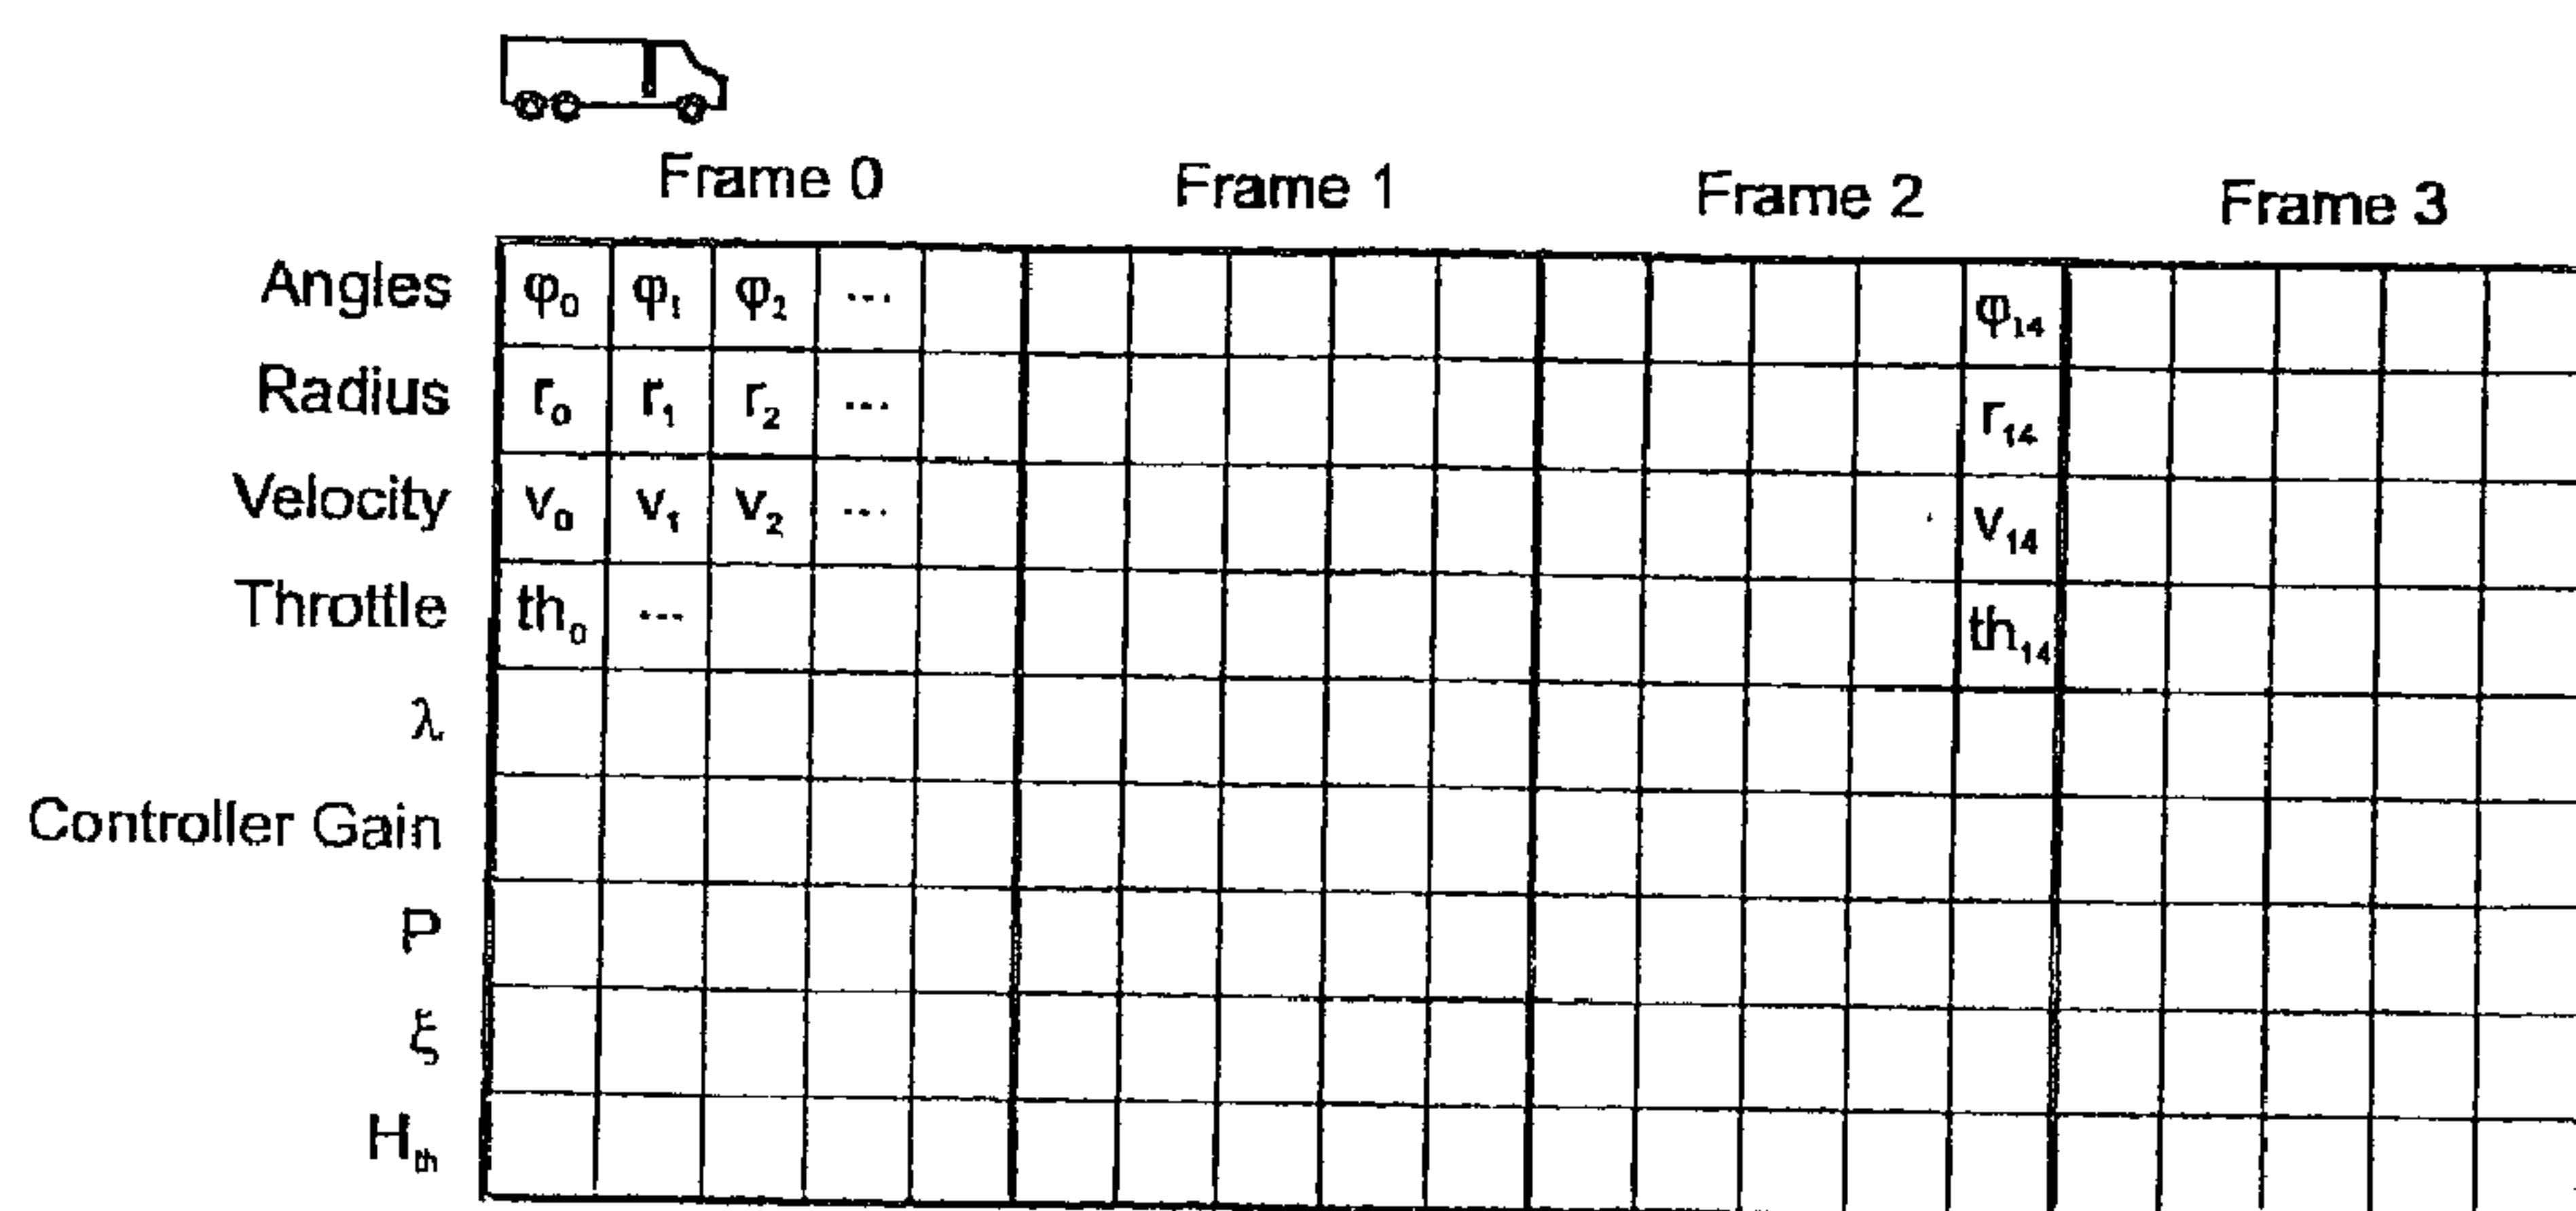 Frame 0 Frame 1 Frame 2 Frame 3
Angles φ₀ φ₁ φ₂ ... φ₁₄
Radius r₀ r₁ r₂ ... r₁₄
Velocity v₀ v₁ v₂ ... v₁₄
Throttle th₀ ... th₁₄
λ
Controller Gain
P
ξ
Hth